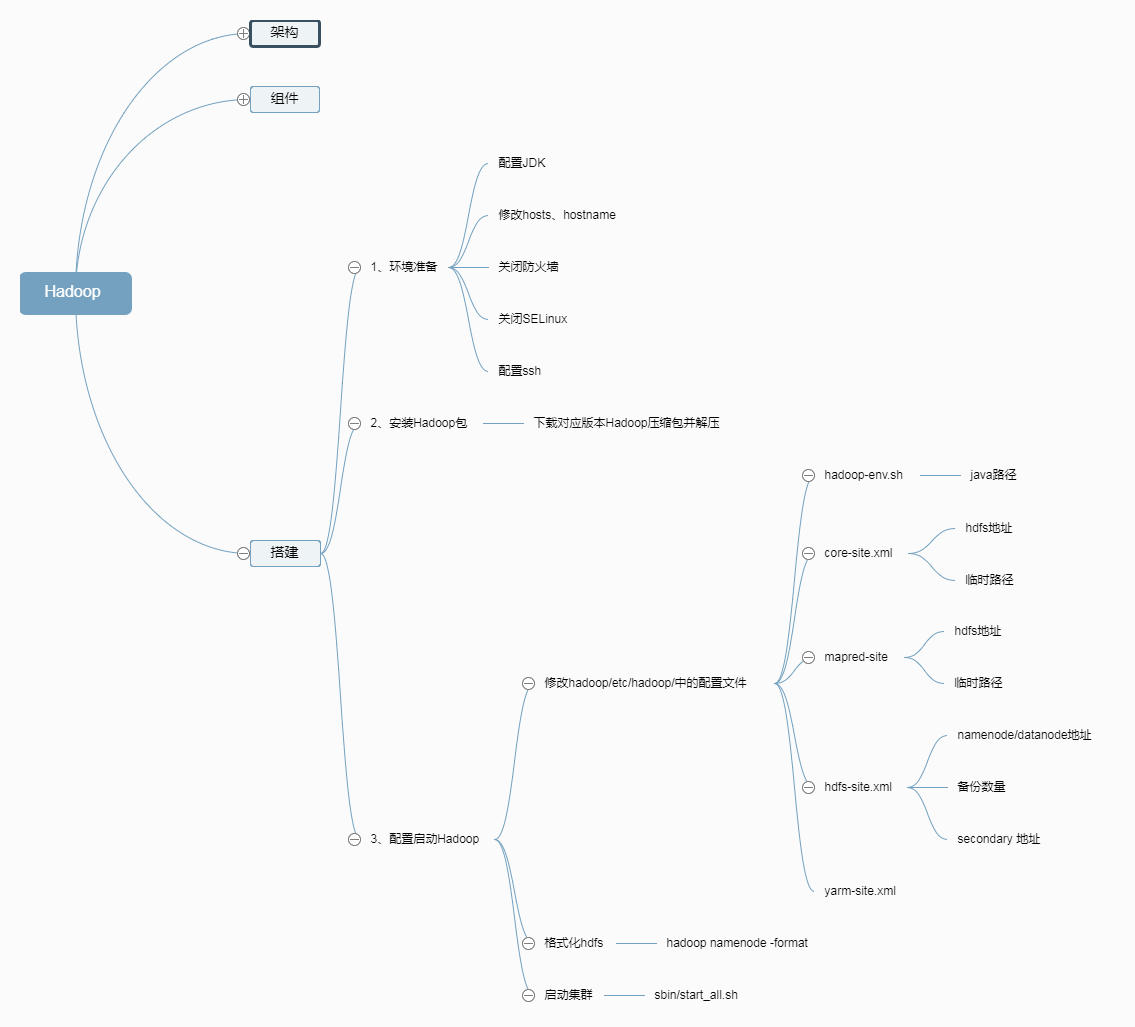 Hadoop
架构
组件
搭建
1、环境准备
配置JDK
修改hosts、hostname
关闭防火墙
关闭SELinux
配置ssh
2、安装Hadoop包
下载对应版本Hadoop压缩包并解压
3、配置启动Hadoop
修改hadoop/etc/hadoop/中的配置文件
hadoop-env.sh
java路径
core-site.xml
hdfs地址
临时路径
mapred-site
hdfs地址
临时路径
hdfs-site.xml
namenode/datanode地址
备份数量
secondary 地址
yarm-site.xml
格式化hdfs
hadoop namenode -format
启动集群
sbin/start_all.sh